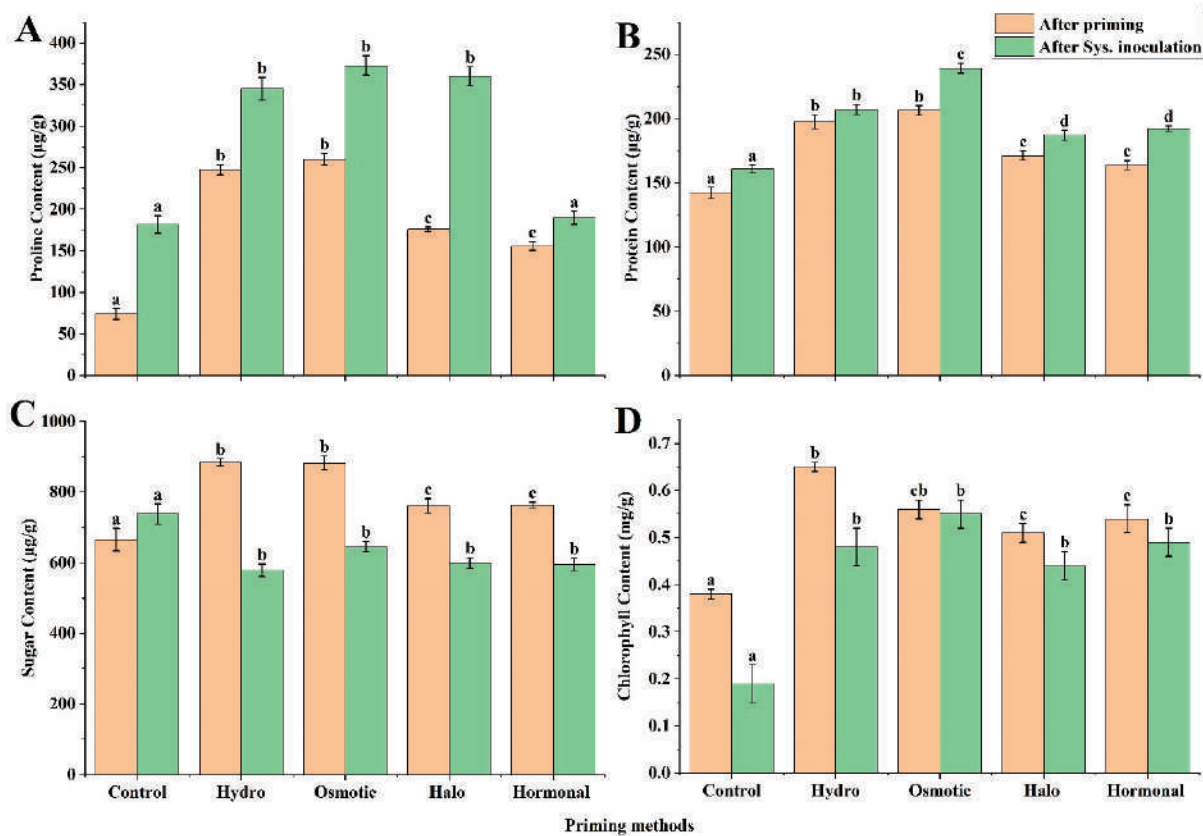 A
Proline Content (µg/g)
400
350
300
250
200
150
100
50
0
a
a
b
b
b
b
c
b
c
a
B
After priming
After Sys. inoculation
Protein Content (µg/g)
250
200
150
100
50
0
a
a
b
b
b
c
c
d
c
d
C
Sugar Content (µg/g)
1000
800
600
400
200
0
a
a
b
b
b
b
c
b
c
b
Control
Hydro
Osmotic
Halo
Hormonal
D
Chlorophyll Content (mg/g)
0.7
0.6
0.5
0.4
0.3
0.2
0.1
0.0
a
a
b
b
cb
b
c
b
c
b
Control
Hydro
Osmotic
Halo
Hormonal
Priming methods